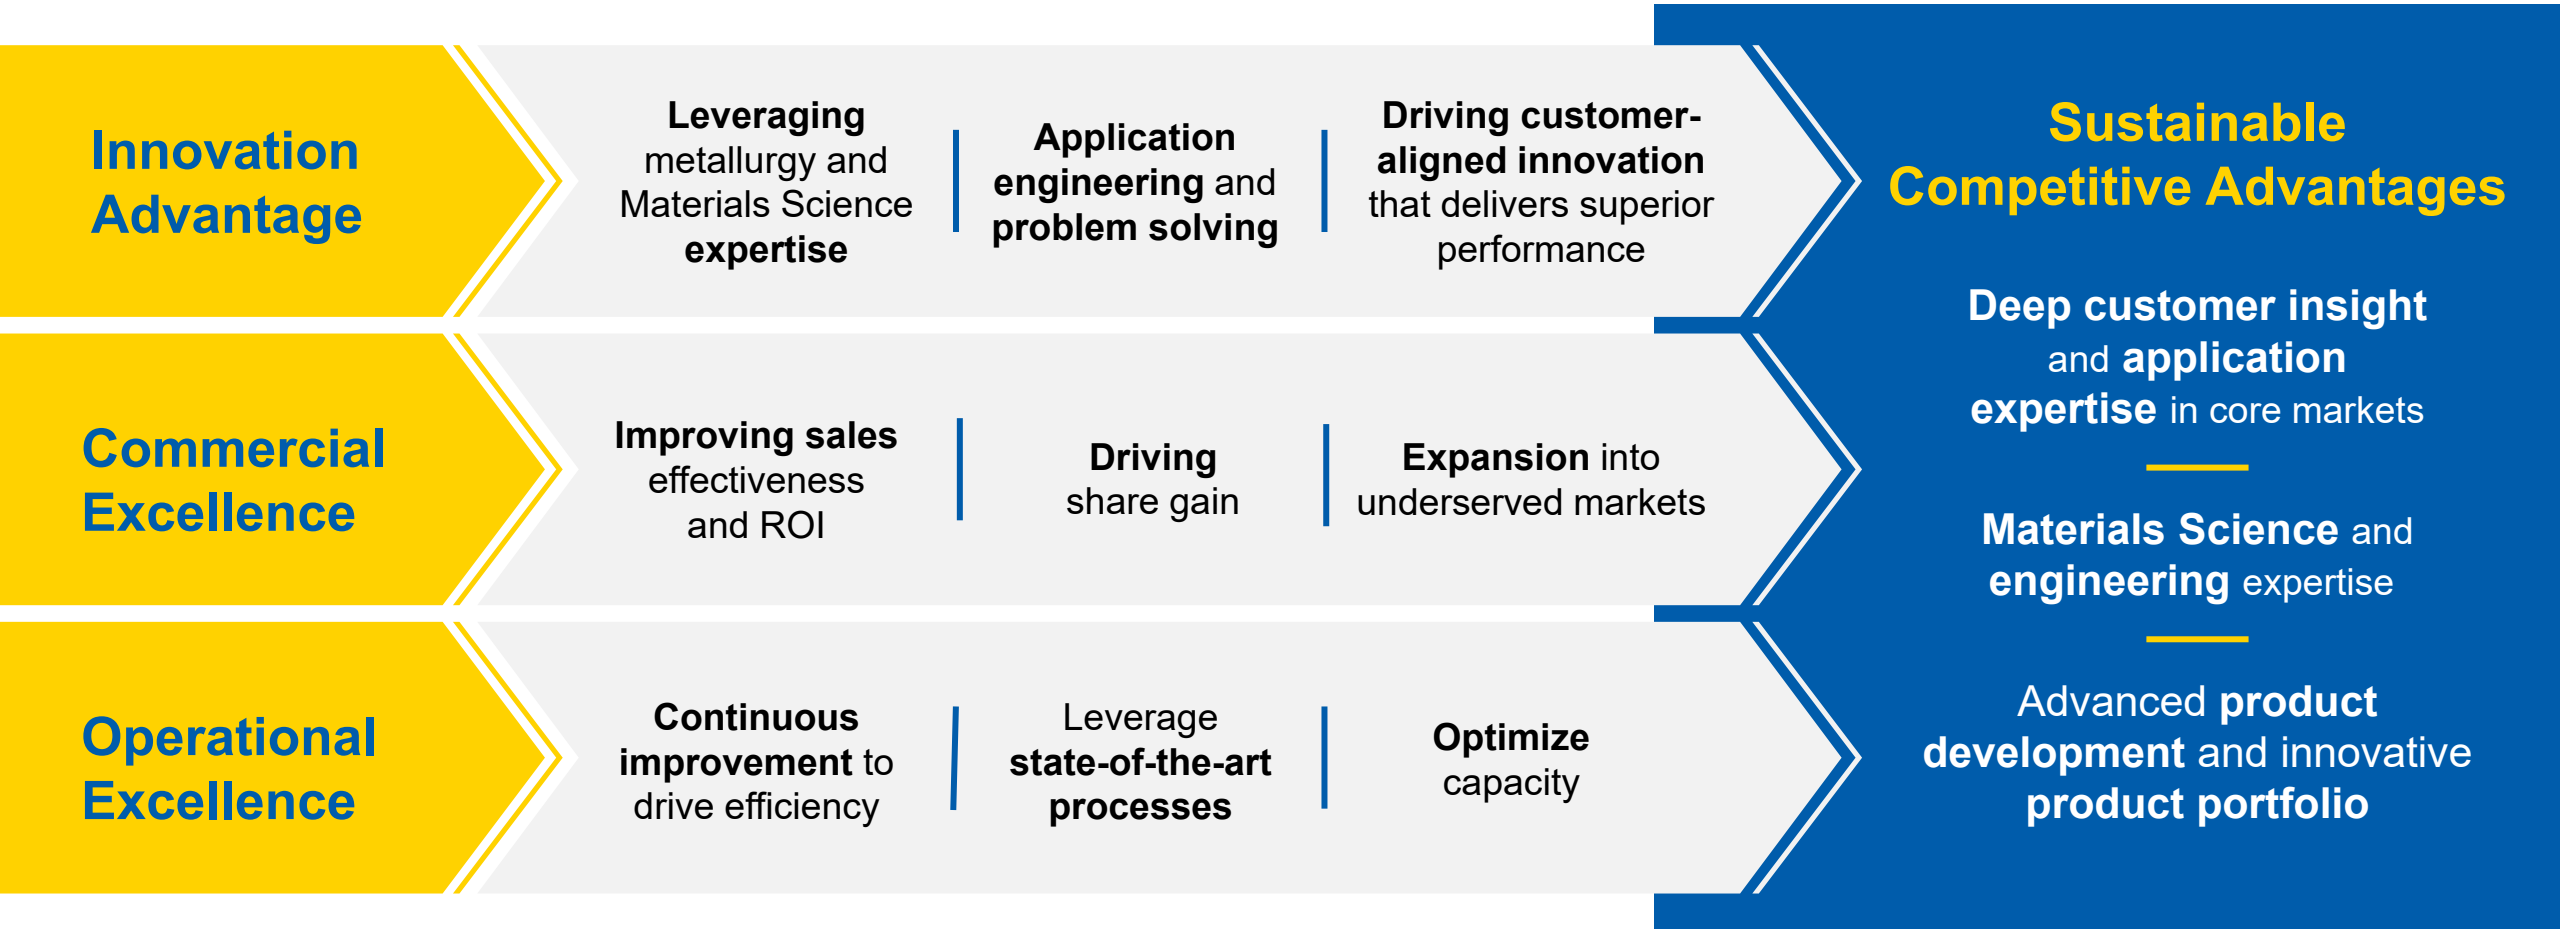 Innovation
Advantage
Leveraging
metallurgy and
Materials Science
expertise
Application
engineering and
problem solving
Driving customer-
aligned innovation
that delivers superior
performance
Commercial
Excellence
Improving sales
effectiveness
and ROI
Driving
share gain
Expansion into
underserved markets
Operational
Excellence
Continuous
improvement to
drive efficiency
Leverage
state-of-the-art
processes
Optimize
capacity
Sustainable
Competitive Advantages
Deep customer insight
and application
expertise in core markets
Materials Science and
engineering expertise
Advanced product
development and innovative
product portfolio